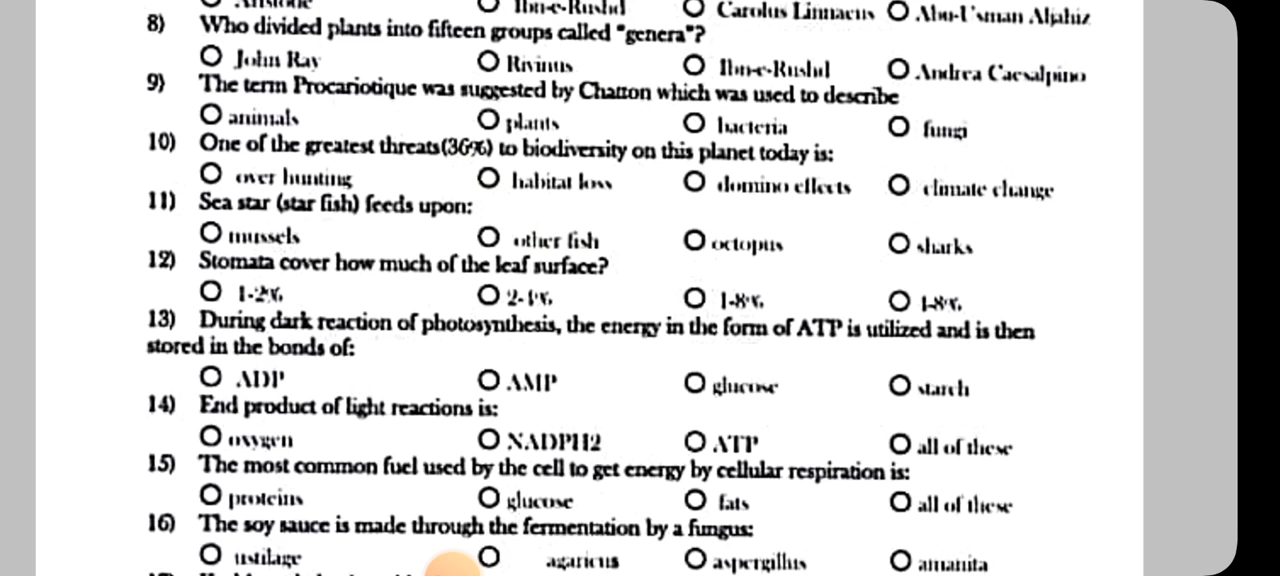 Ibn-e-Rushd Carolus Linnaeus Abu-Usman Aljahiz
8) Who divided plants into fifteen groups called "genera"?
John Ray Rivinus Ibn-e-Rushd Andrea Caesalpino
9) The term Procariotique was suggested by Chatton which was used to describe
animals plants bacteria fungi
10) One of the greatest threats(36%) to biodiversity on this planet today is:
over hunting habitat loss domino effects climate change
11) Sea star (star fish) feeds upon:
mussels other fish octopus sharks
12) Stomata cover how much of the leaf surface?
1-2%
13) During dark reaction of photosynthesis, the energy in the form of ATP is utilized and is then
stored in the bonds of:
ADP AMP glucose starch
14) End product of light reactions is:
oxygen NADPH2 ATP all of these
15) The most common fuel used by the cell to get energy by cellular respiration is:
proteins glucose fats all of these
16) The soy sauce is made through the fermentation by a fungus:
ustilage agaricus aspergillus amanita